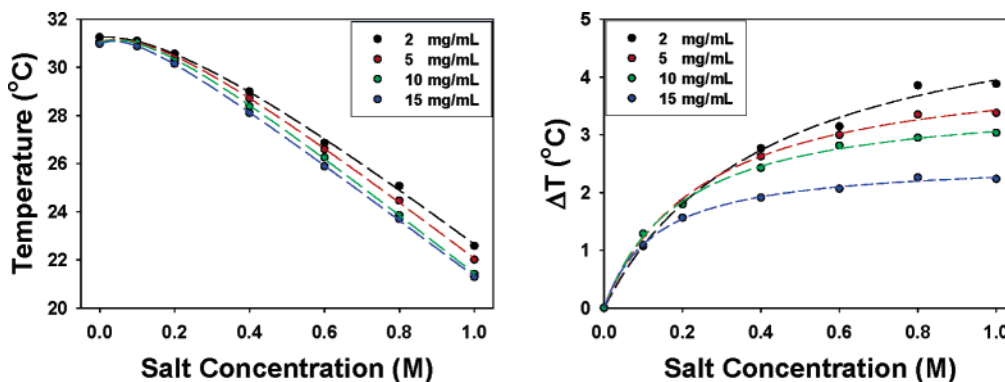 32
30
28
26
24
22
20
Temperature (°C)
2 mg/mL
5 mg/mL
10 mg/mL
15 mg/mL
0.0 0.2 0.4 0.6 0.8 1.0
Salt Concentration (M)
5
4
3
2
1
0
ΔT (°C)
2 mg/mL
5 mg/mL
10 mg/mL
15 mg/mL
0.0 0.2 0.4 0.6 0.8 1.0
Salt Concentration (M)